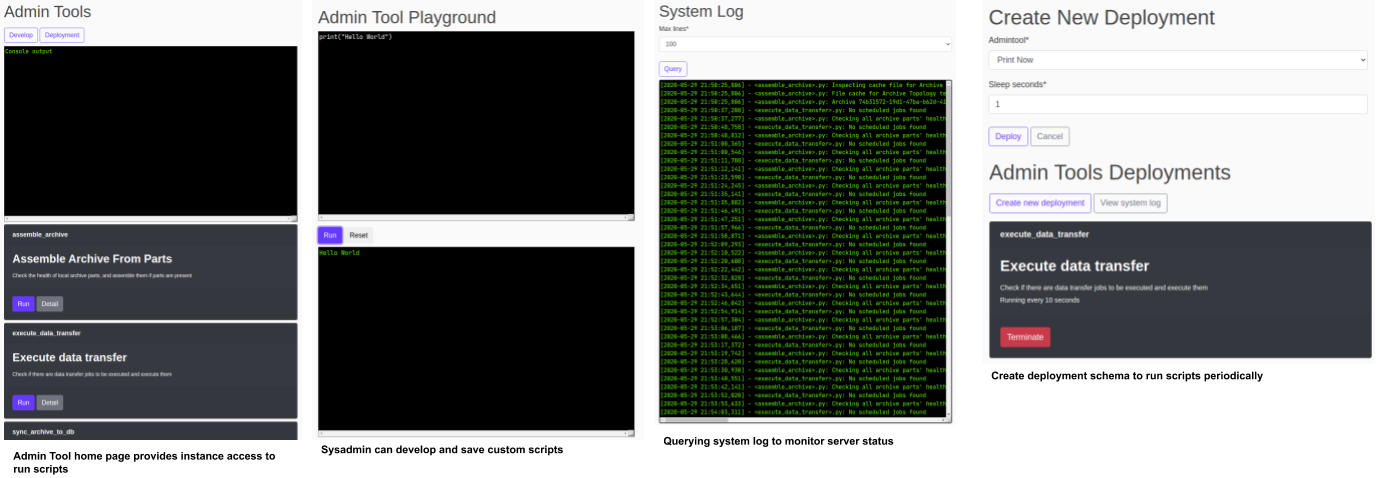 Admin Tools
Develop
Deployment
Console output
assemble_archive
Assemble Archive From Parts
Check the health of local archive parts, and assemble them if parts are present
Run
Detail
execute_data_transfer
Execute data transfer
Check if there are data transfer jobs to be executed and execute them
Run
Detail
sync_archive_to_db
Admin Tool home page provides instance access to
run scripts
Admin Tool Playground
print("Hello World")
Run
Reset
Hello World
Sysadmin can develop and save custom scripts
System Log
Max lines*
100
Query
[2020-05-29 21:50:25,806] - <assemble_archive>.py: Inspecting cache file for Archive
[2020-05-29 21:50:25,806] - <assemble_archive>.py: File cache for Archive Topology te
[2020-05-29 21:50:25,806] - <assemble_archive>.py: Archive 74b31572-19d1-47ba-b62d-41
[2020-05-29 21:50:37,208] - <execute_data_transfer>.py: No scheduled jobs found
[2020-05-29 21:50:37,277] - <assemble_archive>.py: Checking all archive parts' health
[2020-05-29 21:50:48,758] - <execute_data_transfer>.py: No scheduled jobs found
[2020-05-29 21:50:48,812] - <assemble_archive>.py: Checking all archive parts' health
[2020-05-29 21:51:00,365] - <execute_data_transfer>.py: No scheduled jobs found
[2020-05-29 21:51:00,546] - <assemble_archive>.py: Checking all archive parts' health
[2020-05-29 21:51:11,780] - <execute_data_transfer>.py: No scheduled jobs found
[2020-05-29 21:51:12,141] - <assemble_archive>.py: Checking all archive parts' health
[2020-05-29 21:51:23,590] - <execute_data_transfer>.py: No scheduled jobs found
[2020-05-29 21:51:24,245] - <assemble_archive>.py: Checking all archive parts' health
[2020-05-29 21:51:35,141] - <execute_data_transfer>.py: No scheduled jobs found
[2020-05-29 21:51:35,882] - <assemble_archive>.py: Checking all archive parts' health
[2020-05-29 21:51:46,491] - <execute_data_transfer>.py: No scheduled jobs found
[2020-05-29 21:51:47,251] - <assemble_archive>.py: Checking all archive parts' health
[2020-05-29 21:51:57,966] - <execute_data_transfer>.py: No scheduled jobs found
[2020-05-29 21:51:58,871] - <assemble_archive>.py: Checking all archive parts' health
[2020-05-29 21:52:09,293] - <execute_data_transfer>.py: No scheduled jobs found
[2020-05-29 21:52:10,522] - <assemble_archive>.py: Checking all archive parts' health
[2020-05-29 21:52:20,680] - <execute_data_transfer>.py: No scheduled jobs found
[2020-05-29 21:52:22,442] - <assemble_archive>.py: Checking all archive parts' health
[2020-05-29 21:52:32,020] - <execute_data_transfer>.py: No scheduled jobs found
[2020-05-29 21:52:34,651] - <assemble_archive>.py: Checking all archive parts' health
[2020-05-29 21:52:43,644] - <execute_data_transfer>.py: No scheduled jobs found
[2020-05-29 21:52:46,042] - <assemble_archive>.py: Checking all archive parts' health
[2020-05-29 21:52:54,914] - <execute_data_transfer>.py: No scheduled jobs found
[2020-05-29 21:52:57,304] - <assemble_archive>.py: Checking all archive parts' health
[2020-05-29 21:53:06,187] - <execute_data_transfer>.py: No scheduled jobs found
[2020-05-29 21:53:08,466] - <assemble_archive>.py: Checking all archive parts' health
[2020-05-29 21:53:17,372] - <execute_data_transfer>.py: No scheduled jobs found
[2020-05-29 21:53:19,742] - <assemble_archive>.py: Checking all archive parts' health
[2020-05-29 21:53:28,620] - <execute_data_transfer>.py: No scheduled jobs found
[2020-05-29 21:53:30,930] - <assemble_archive>.py: Checking all archive parts' health
[2020-05-29 21:53:40,551] - <execute_data_transfer>.py: No scheduled jobs found
[2020-05-29 21:53:42,141] - <assemble_archive>.py: Checking all archive parts' health
[2020-05-29 21:53:52,020] - <execute_data_transfer>.py: No scheduled jobs found
[2020-05-29 21:53:53,433] - <assemble_archive>.py: Checking all archive parts' health
[2020-05-29 21:54:03,311] - <execute_data_transfer>.py: No scheduled jobs found
Querying system log to monitor server status
Create New Deployment
Admintool*
Print Now
Sleep seconds*
1
Deploy
Cancel
Admin Tools Deployments
Create new deployment
View system log
execute_data_transfer
Execute data transfer
Check if there are data transfer jobs to be executed and execute them
Running every 10 seconds
Terminate
Create deployment schema to run scripts periodically